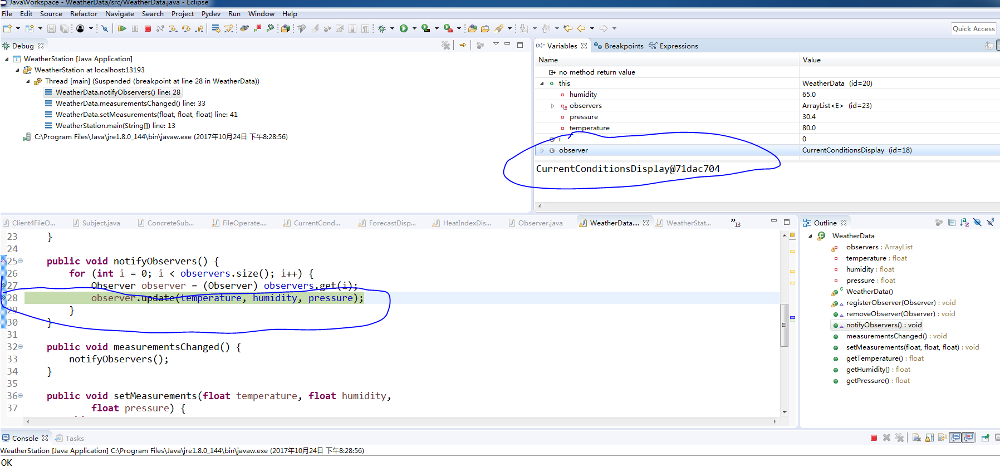 JavaWorkspace - WeatherData/src/WeatherData.java - Eclipse
File Edit Source Refactor Navigate Search Project Pydev Run Window Help
Quick Access
Debug
WeatherStation [Java Application]
WeatherStation at localhost:13193
Thread [main] (Suspended (breakpoint at line 28 in WeatherData))
WeatherData.notifyObservers() line: 28
WeatherData.measurementsChanged() line: 33
WeatherData.setMeasurements(float, float, float) line: 41
WeatherStation.main(String[]) line: 13
C:\Program Files\Java\jre1.8.0_144\bin\javaw.exe (2017年10月24日 下午8:28:56)
(x)= Variables Breakpoints Expressions
Name Value
no method return value
this WeatherData (id=20)
humidity 65.0
observers ArrayList<E> (id=23)
pressure 30.4
temperature 80.0
i 0
observer CurrentConditionsDisplay (id=18)
CurrentConditionsDisplay@71dac704
Client4FileO... Subject.java ConcreteSub... FileOperate.... CurrentCond... ForecastDisp... HeatIndexDis... Observer.java WeatherData.... WeatherStat... »13
23 }
24
25 public void notifyObservers() {
26 for (int i = 0; i < observers.size(); i++) {
27 Observer observer = (Observer) observers.get(i);
28 observer.update(temperature, humidity, pressure);
29 }
30 }
31
32 public void measurementsChanged() {
33 notifyObservers();
34 }
35
36 public void setMeasurements(float temperature, float humidity,
37 float pressure) {
Outline
WeatherData
observers : ArrayList
temperature : float
humidity : float
pressure : float
WeatherData()
registerObserver(Observer) : void
removeObserver(Observer) : void
notifyObservers() : void
measurementsChanged() : void
setMeasurements(float, float, float) : void
getTemperature() : float
getHumidity() : float
getPressure() : float
Console Tasks
WeatherStation [Java Application] C:\Program Files\Java\jre1.8.0_144\bin\javaw.exe (2017年10月24日 下午8:28:56)
OK